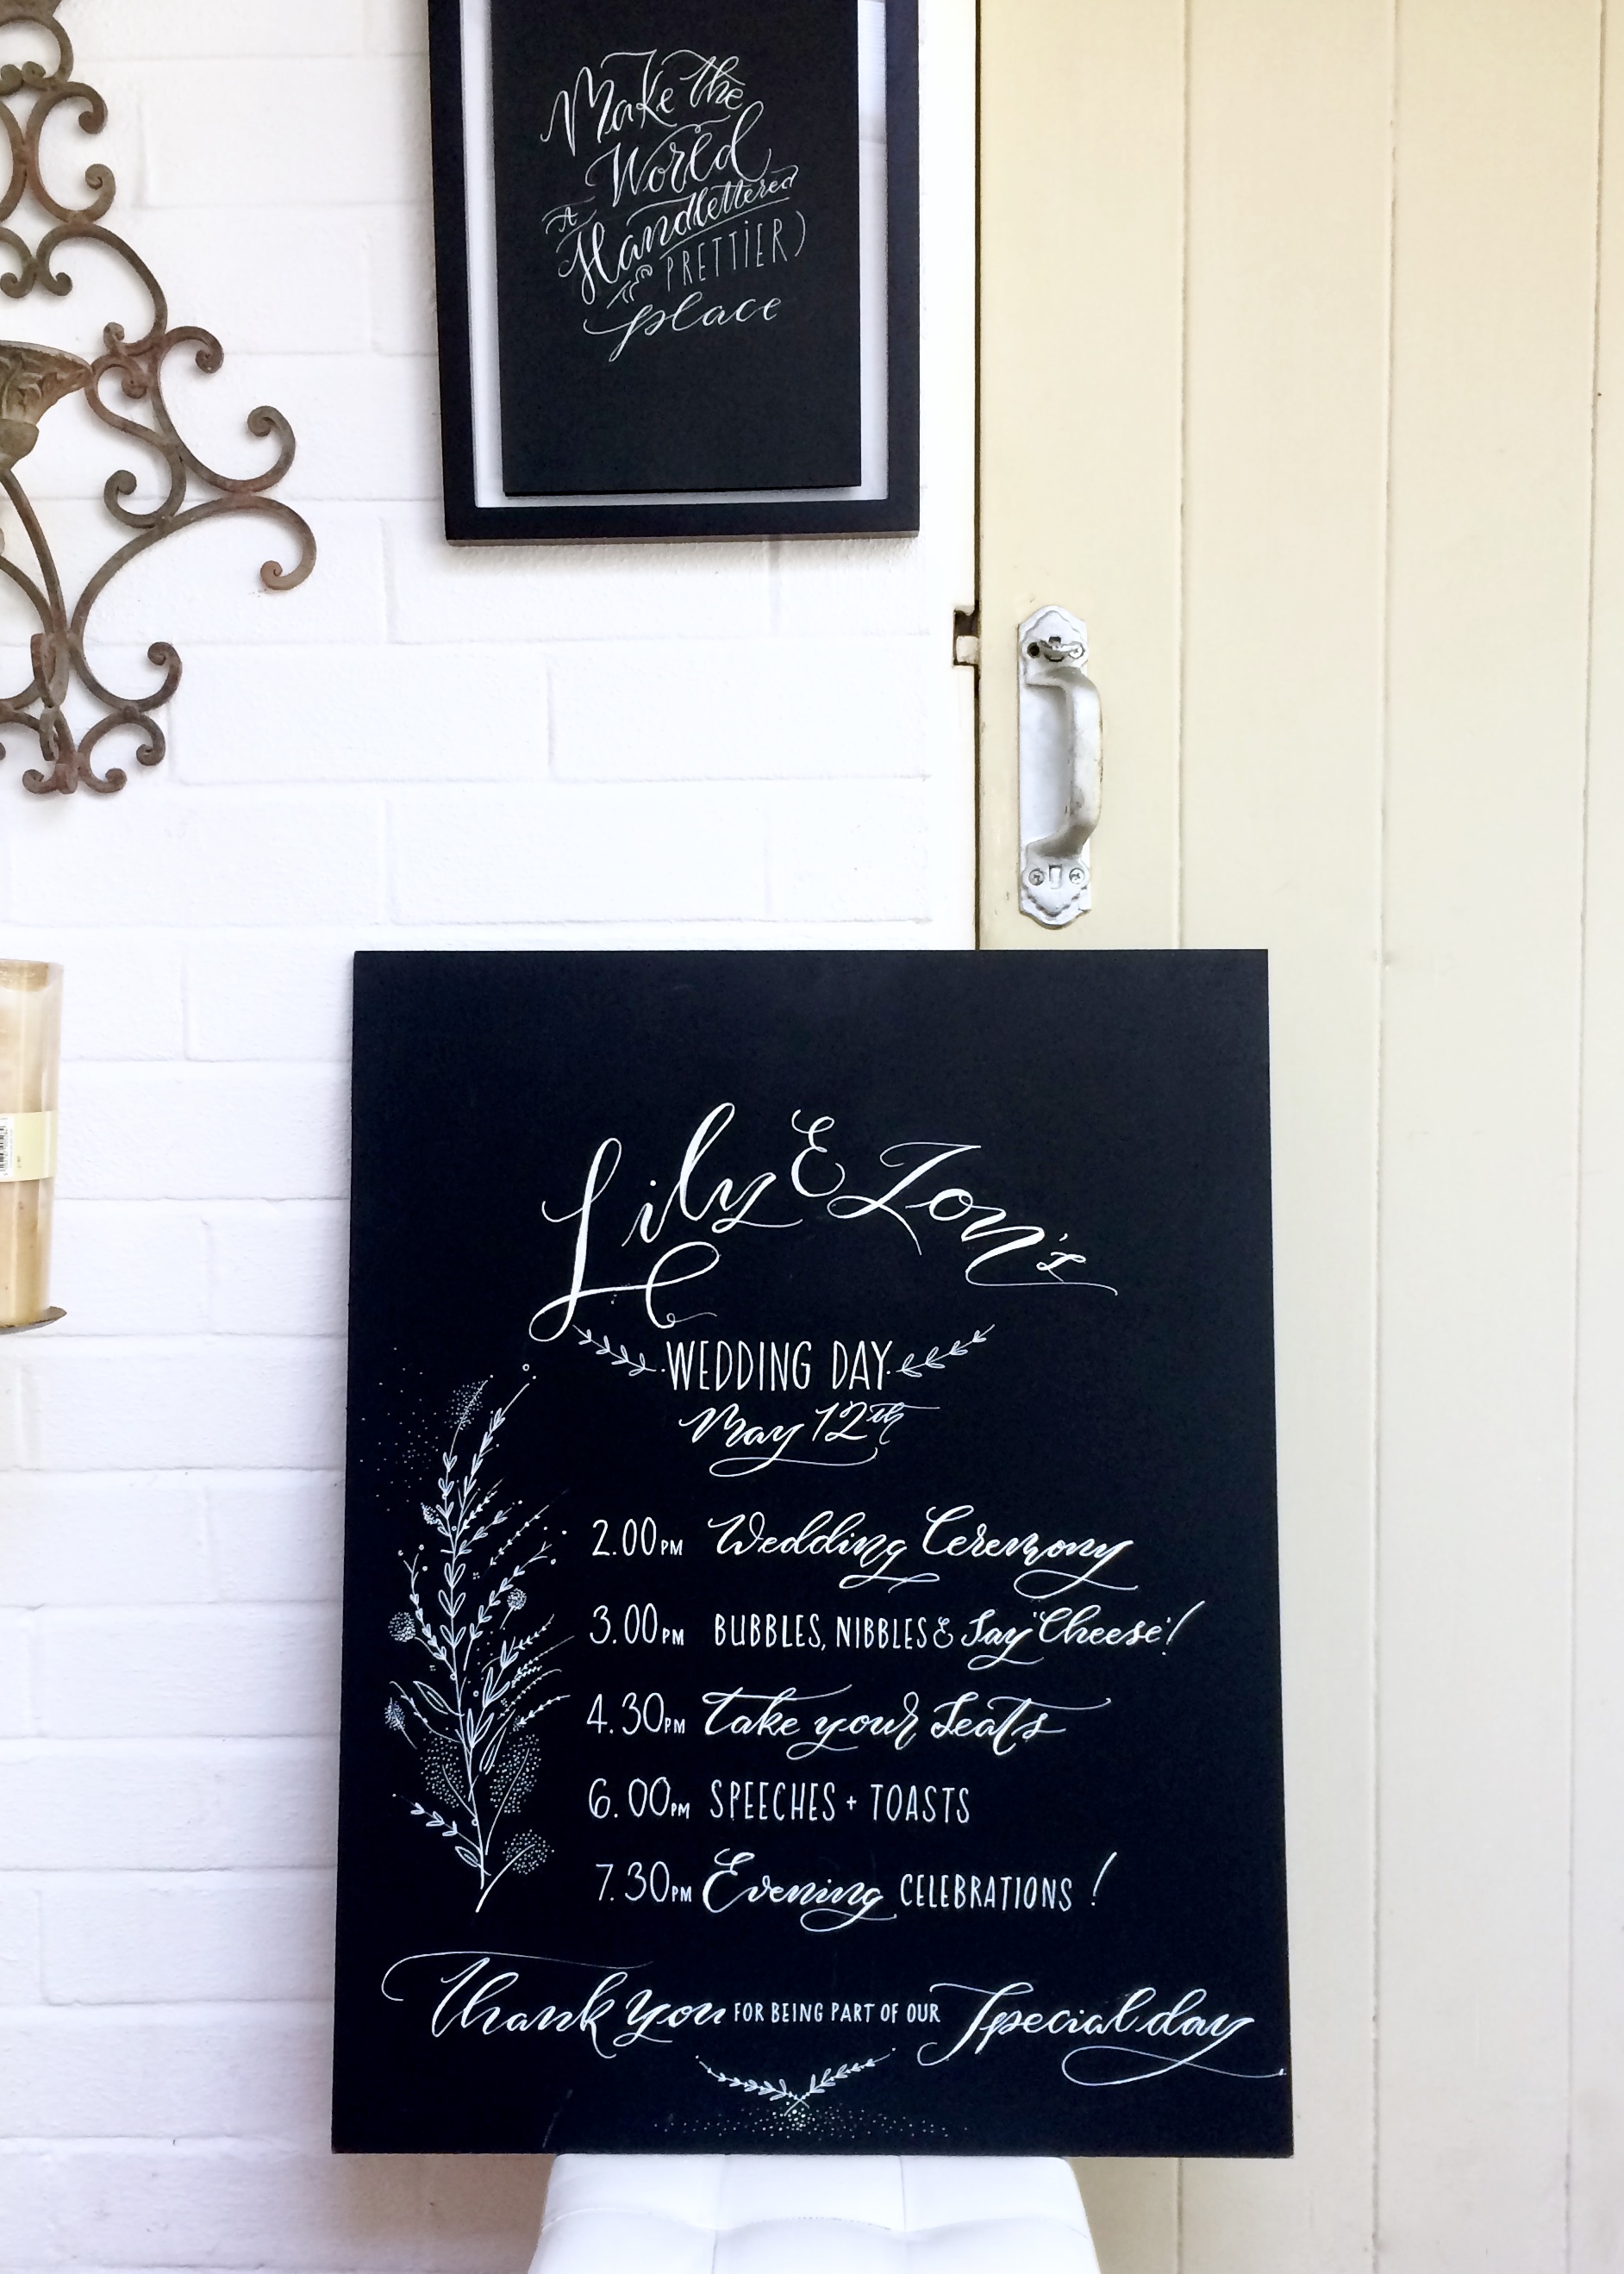 Make the
World
A
Handlettered
(& PRETTIER)
place
Lily & Zom's
WEDDING DAY
May 12th
2.00PM Wedding Ceremony
3.00PM BUBBLES, NIBBLES & Say "Cheese"!
4.30PM take your Seats
6.00PM SPEECHES + TOASTS
7.30PM Evening CELEBRATIONS!
Thank you FOR BEING PART OF OUR Special day